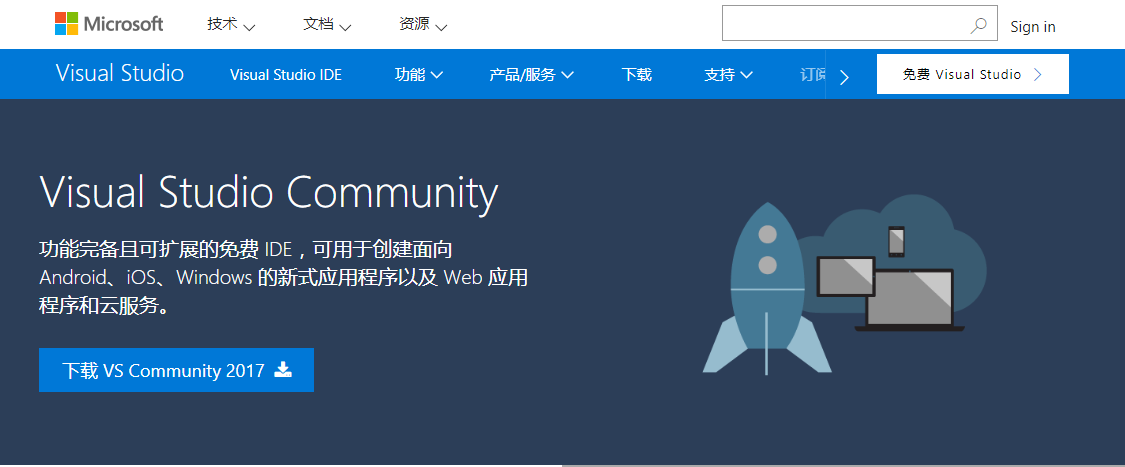 Microsoft 技术 文档 资源 Sign in
Visual Studio Visual Studio IDE 功能 产品/服务 下载 支持 订阅 免费 Visual Studio
Visual Studio Community
功能完备且可扩展的免费 IDE，可用于创建面向
Android、iOS、Windows 的新式应用程序以及 Web 应用
程序和云服务。
下载 VS Community 2017